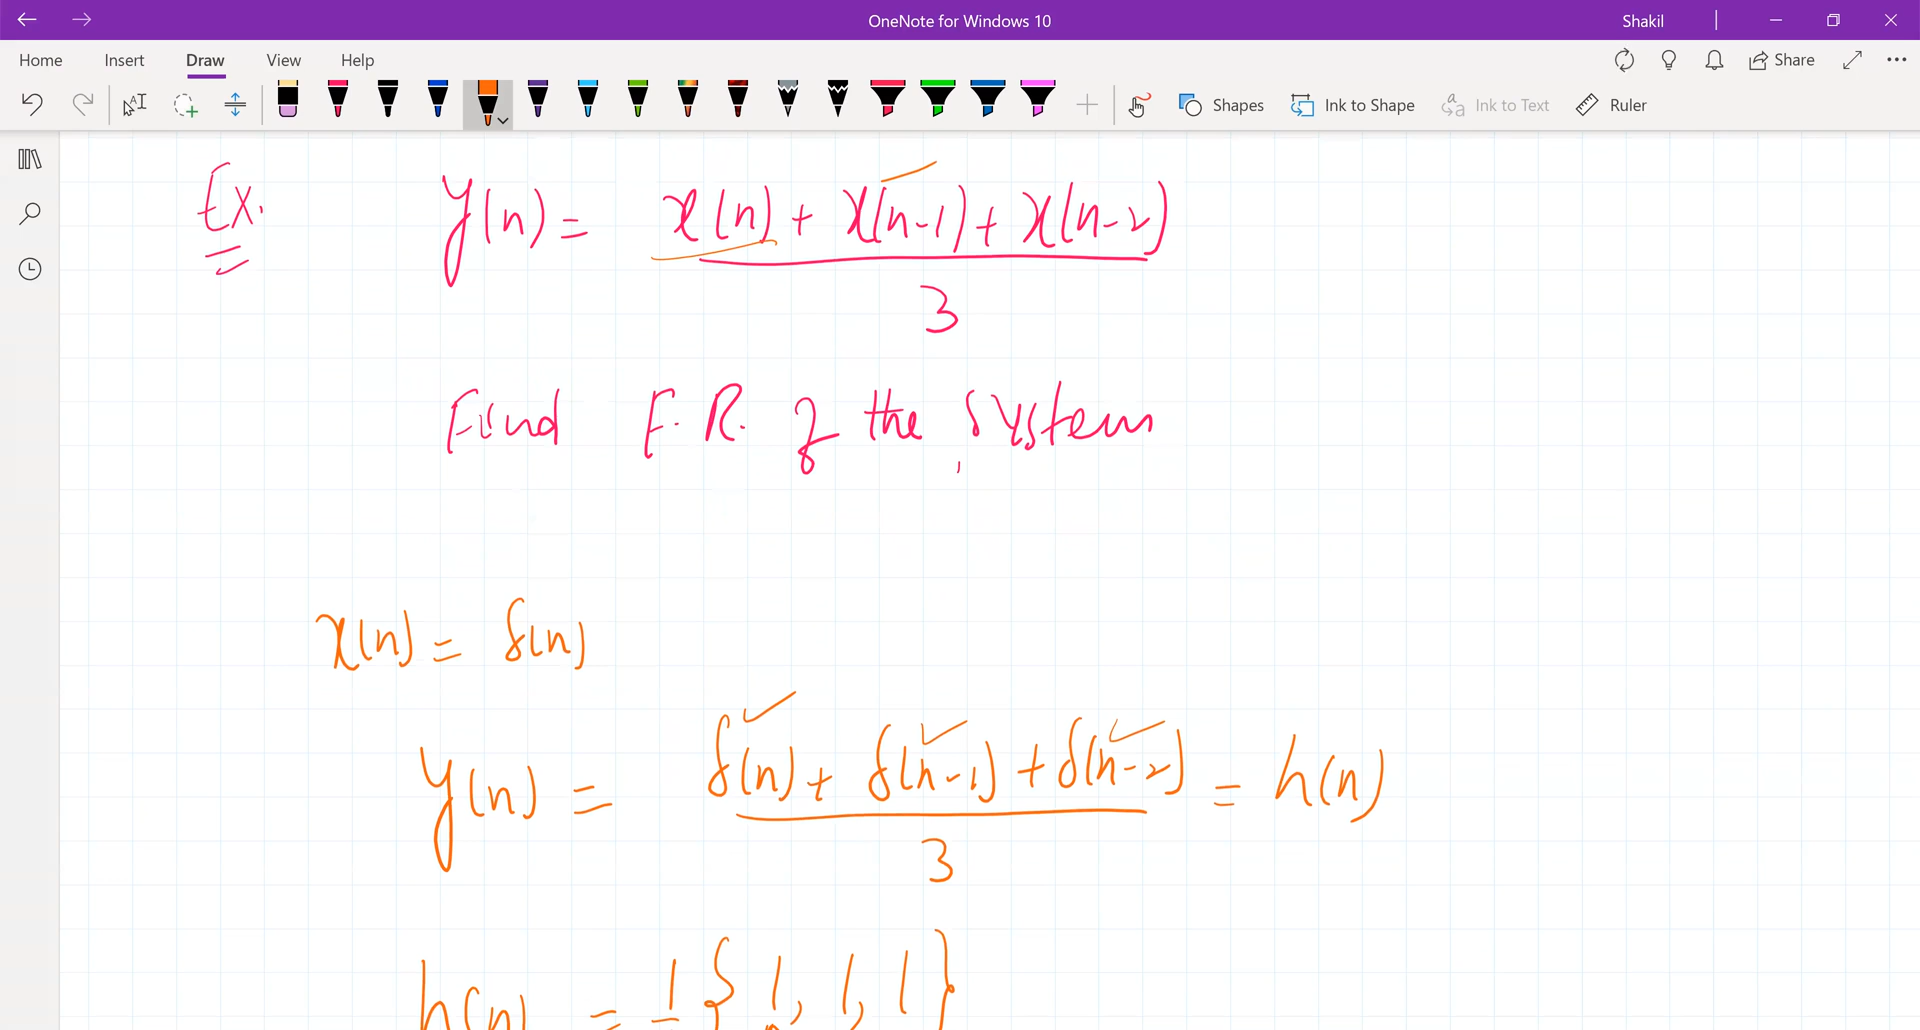 OneNote for Windows 10
Shakil
Home Insert Draw View Help
Share
Shapes Ink to Shape Ink to Text Ruler
Ex.
y(n) = x(n) + x(n-1) + x(n-2)
3
Find F.R. of the system
x(n) = δ(n)
y(n) = δ(n) + δ(n-1) + δ(n-2) = h(n)
3
h(n) = 1 { 1, 1, 1 }